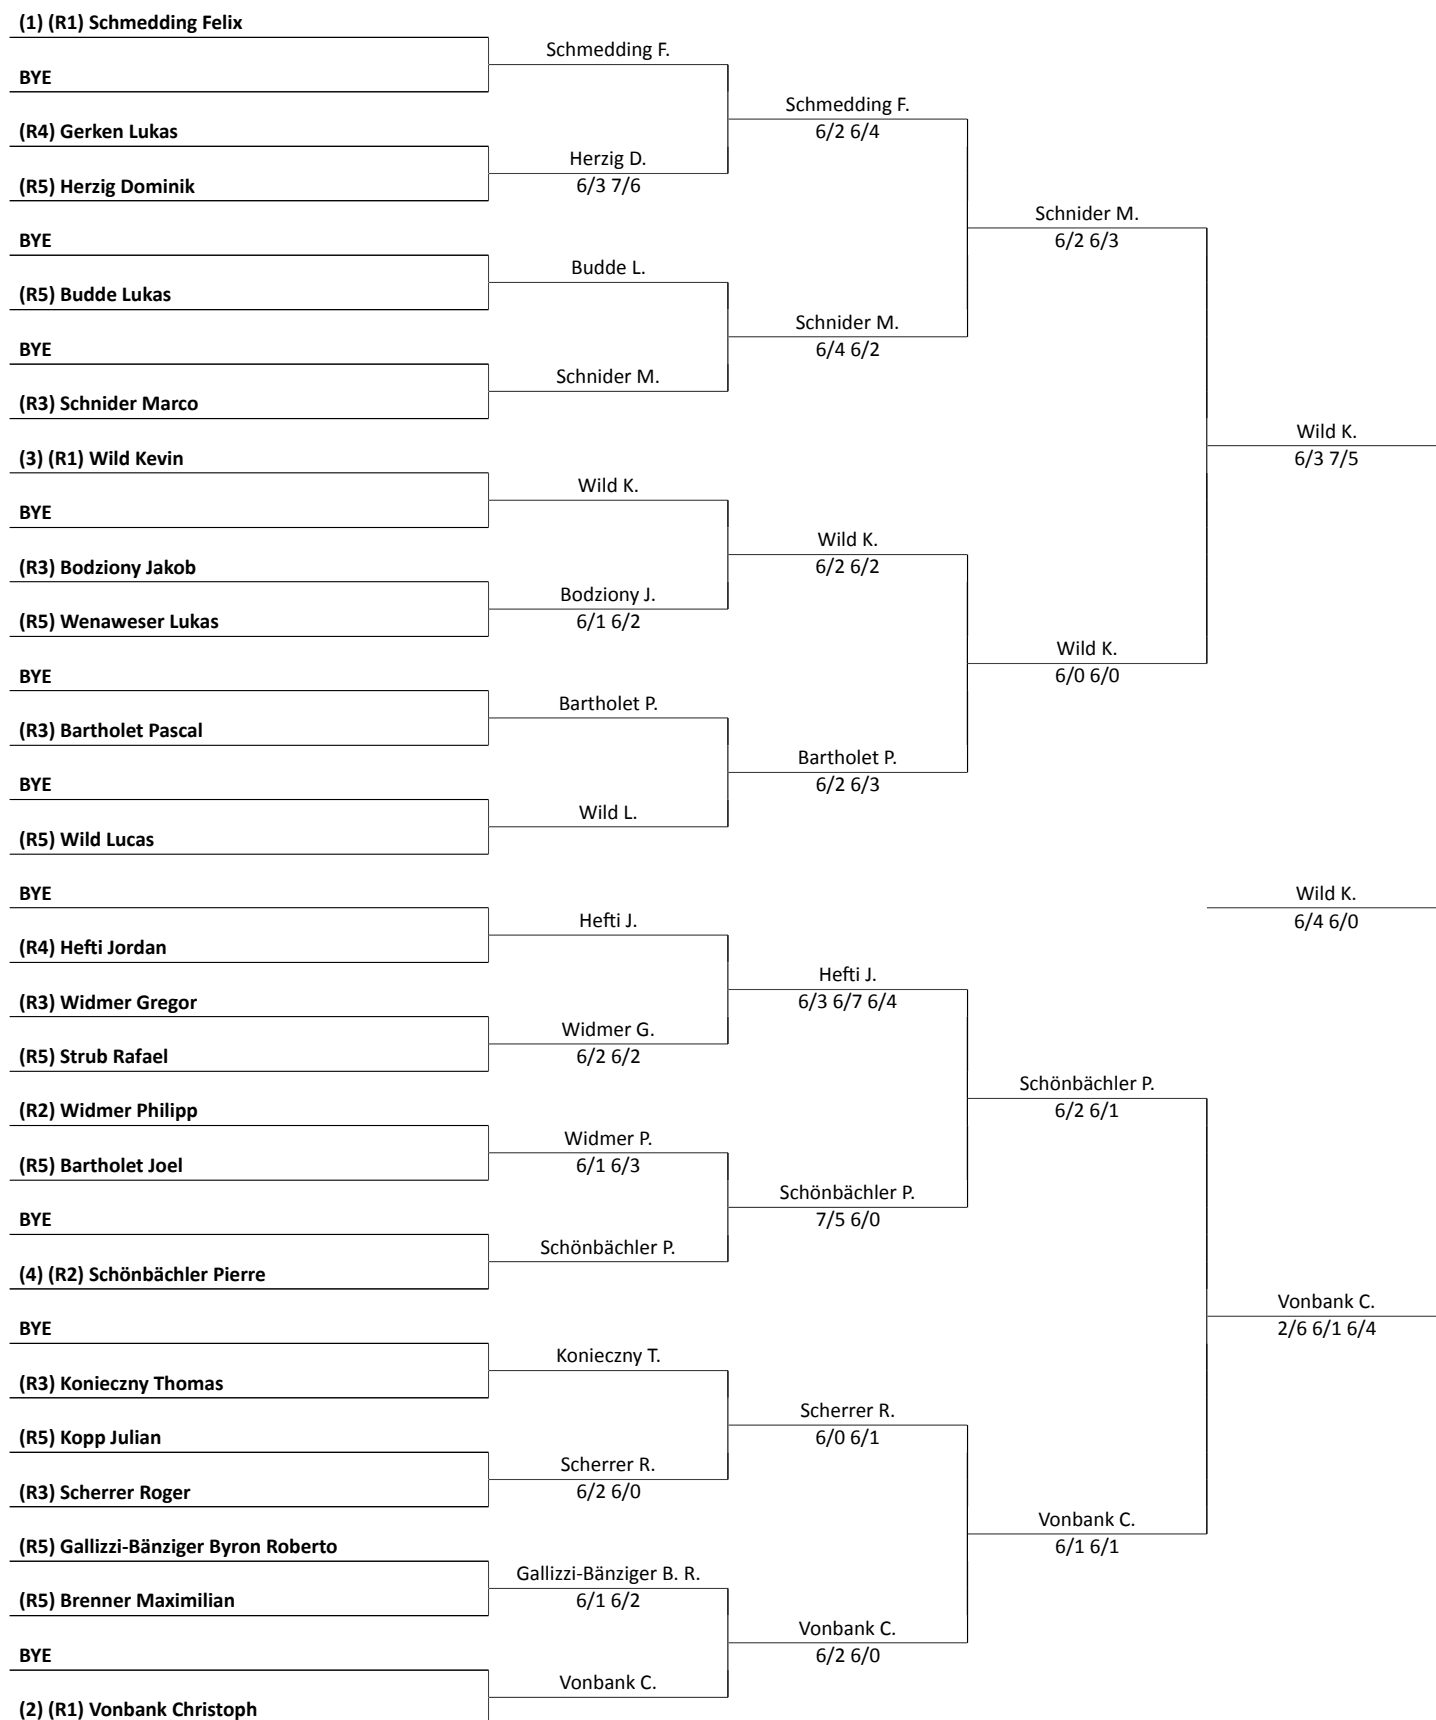 (1) (R1) Schmedding Felix
Schmedding F.
BYE
Schmedding F.
6/2 6/4
(R4) Gerken Lukas
Herzig D.
6/3 7/6
(R5) Herzig Dominik
Schnider M.
6/2 6/3
BYE
Budde L.
(R5) Budde Lukas
Schnider M.
6/4 6/2
BYE
Schnider M.
(R3) Schnider Marco
Wild K.
6/3 7/5
(3) (R1) Wild Kevin
Wild K.
BYE
Wild K.
6/2 6/2
(R3) Bodziony Jakob
Bodziony J.
6/1 6/2
(R5) Wenaweser Lukas
Wild K.
6/0 6/0
BYE
Bartholet P.
(R3) Bartholet Pascal
Bartholet P.
6/2 6/3
BYE
Wild L.
(R5) Wild Lucas
BYE
Wild K.
6/4 6/0
Hefti J.
(R4) Hefti Jordan
Hefti J.
6/3 6/7 6/4
(R3) Widmer Gregor
Widmer G.
6/2 6/2
(R5) Strub Rafael
Schönbächler P.
6/2 6/1
(R2) Widmer Philipp
Widmer P.
6/1 6/3
(R5) Bartholet Joel
Schönbächler P.
7/5 6/0
BYE
Schönbächler P.
(4) (R2) Schönbächler Pierre
Vonbank C.
2/6 6/1 6/4
BYE
Konieczny T.
(R3) Konieczny Thomas
Scherrer R.
6/0 6/1
(R5) Kopp Julian
Scherrer R.
6/2 6/0
(R3) Scherrer Roger
Vonbank C.
6/1 6/1
(R5) Gallizzi-Bänziger Byron Roberto
Gallizzi-Bänziger B. R.
6/1 6/2
(R5) Brenner Maximilian
Vonbank C.
6/2 6/0
BYE
Vonbank C.
(2) (R1) Vonbank Christoph